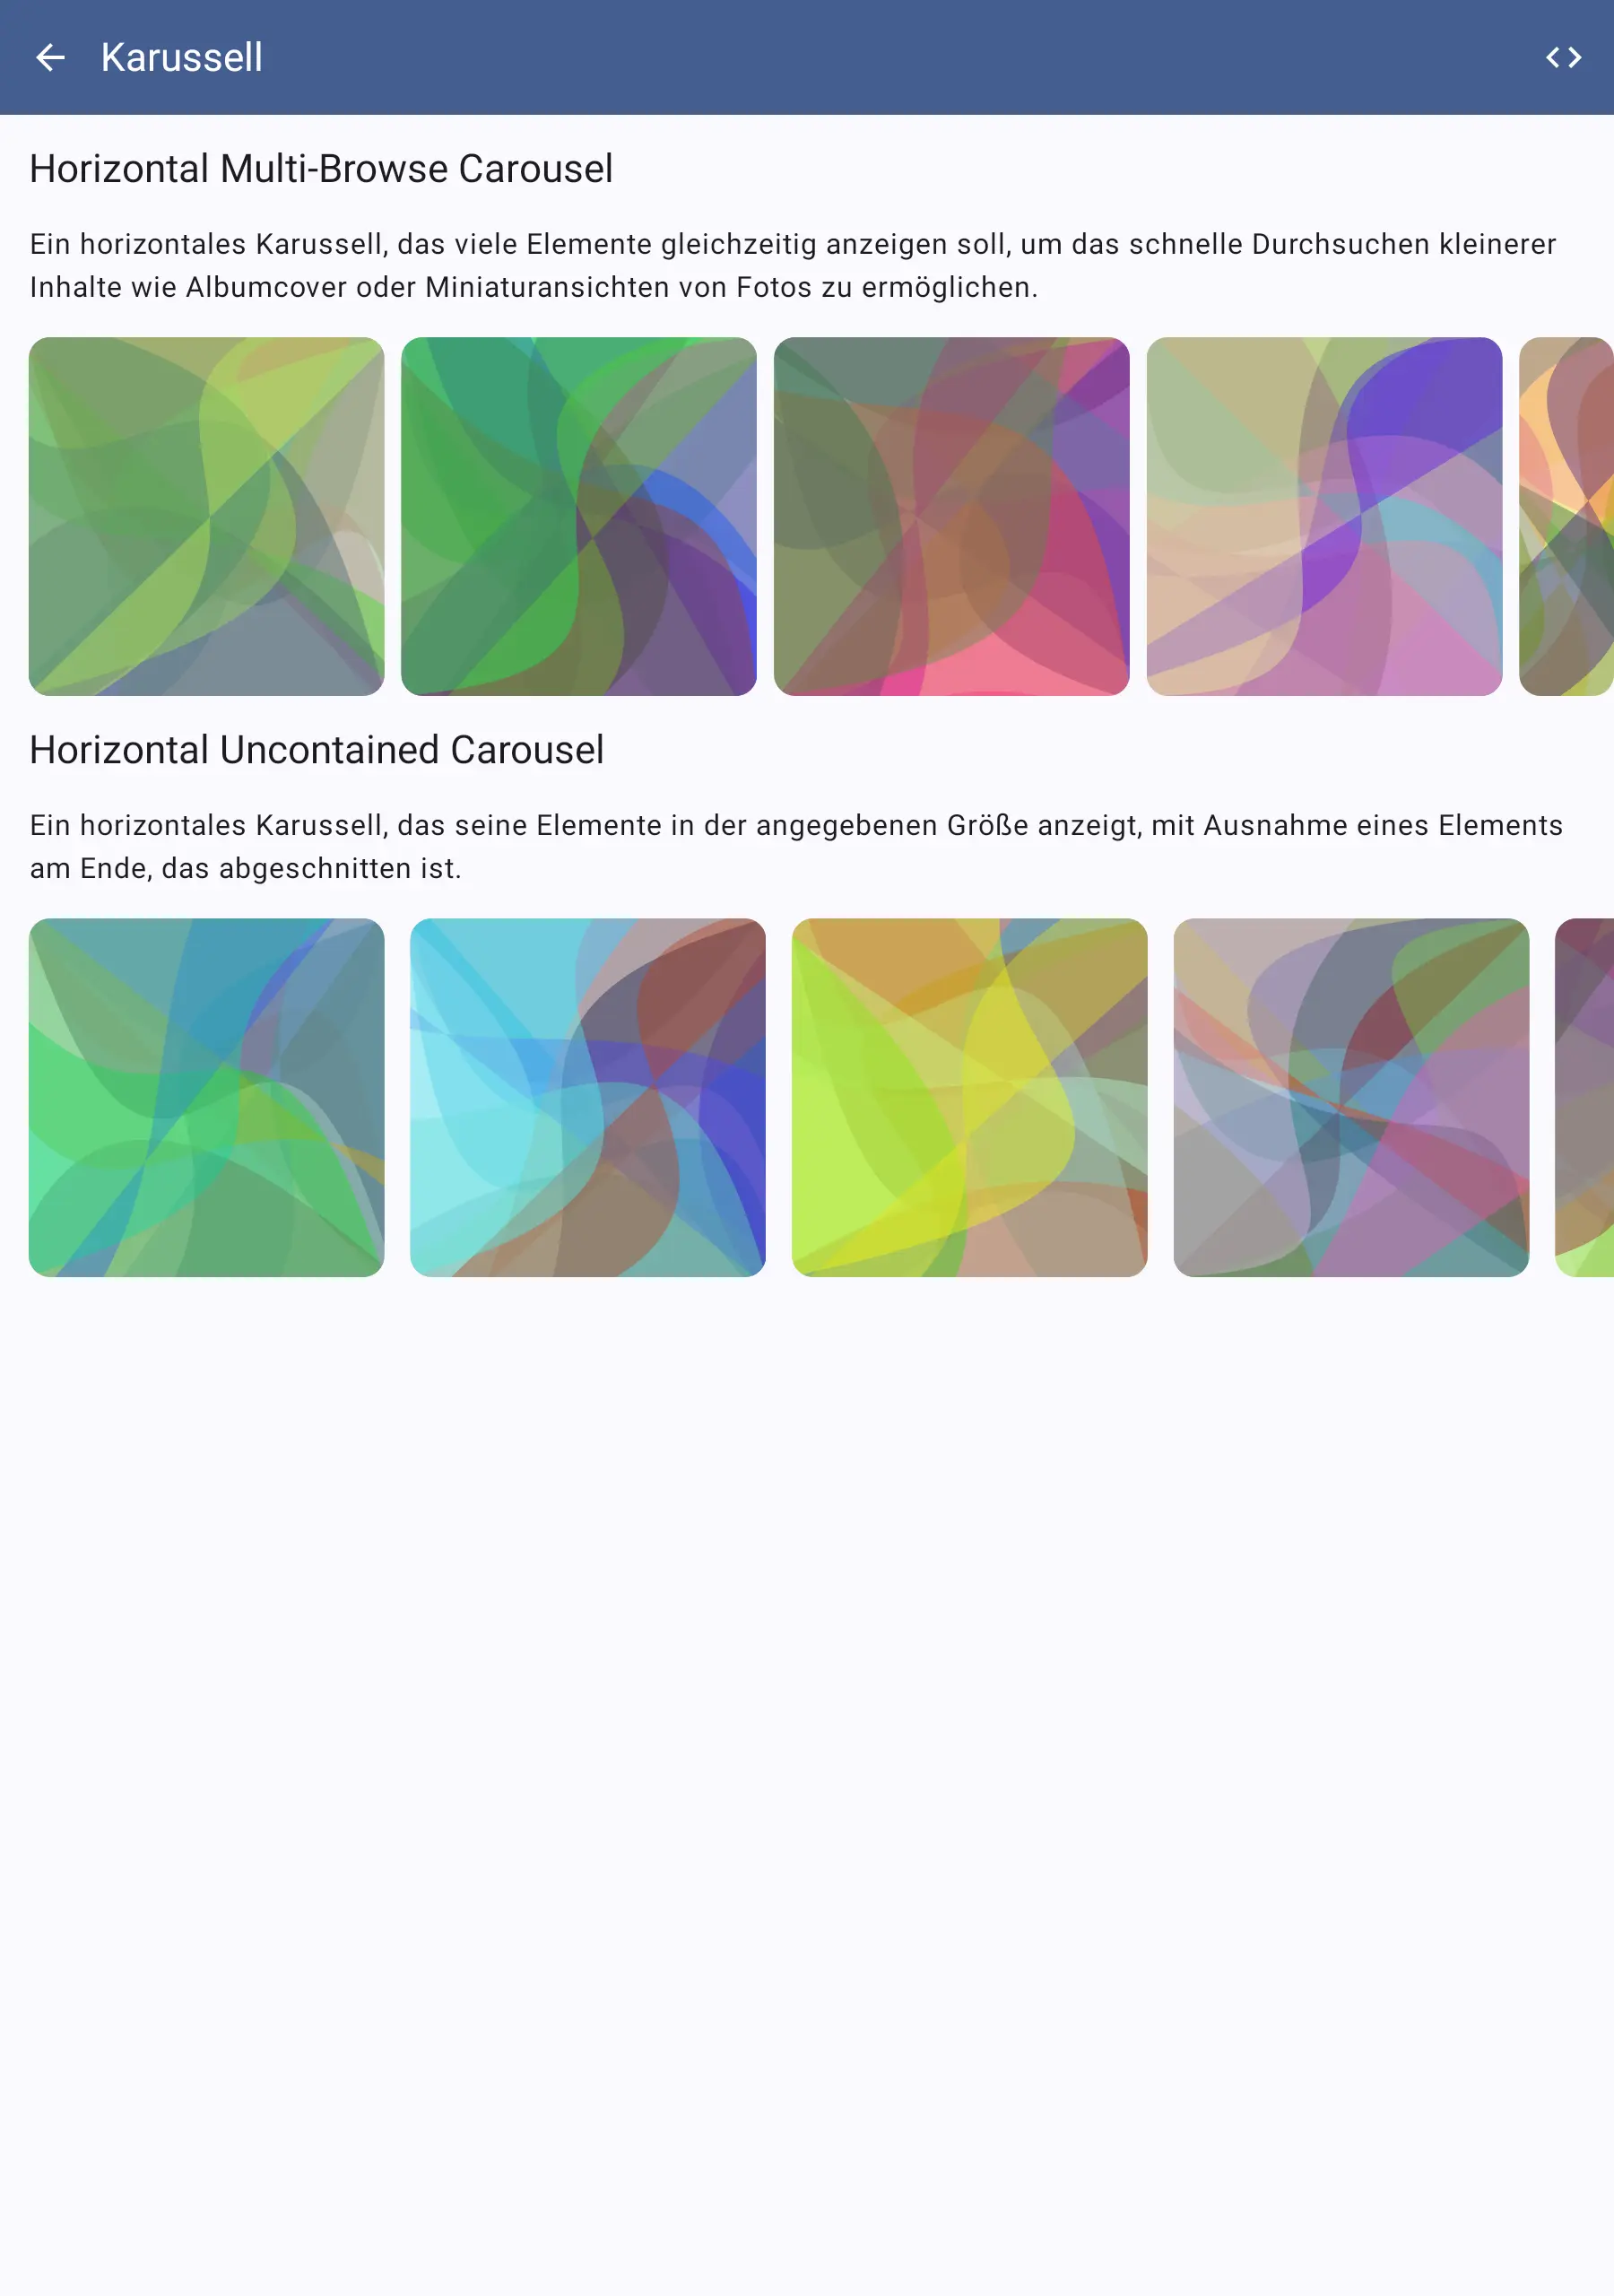 Karussell
Horizontal Multi-Browse Carousel
Ein horizontales Karussell, das viele Elemente gleichzeitig anzeigen soll, um das schnelle Durchsuchen kleinerer
Inhalte wie Albumcover oder Miniaturansichten von Fotos zu ermöglichen.
Horizontal Uncontained Carousel
Ein horizontales Karussell, das seine Elemente in der angegebenen Größe anzeigt, mit Ausnahme eines Elements
am Ende, das abgeschnitten ist.